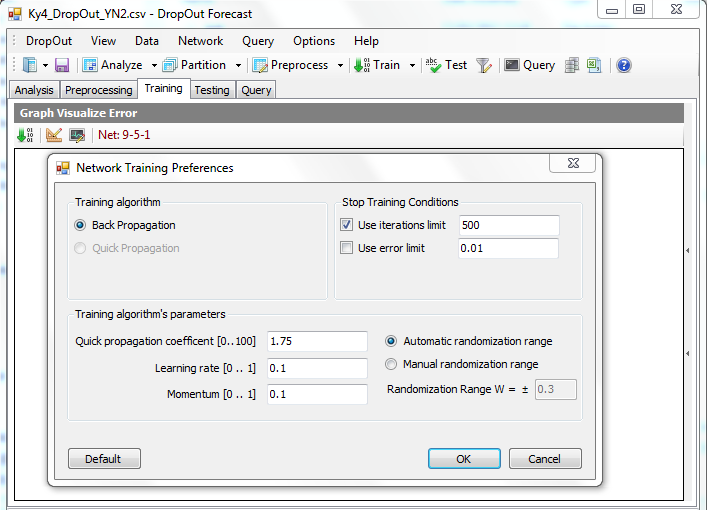 Ky4_DropOut_YN2.csv - DropOut Forecast
DropOut View Data Network Query Options Help
Analyze Partition Preprocess Train abc Test Query
Analysis Preprocessing Training Testing Query
Graph Visualize Error
Net: 9-5-1
Network Training Preferences
Training algorithm
Back Propagation
Quick Propagation
Stop Training Conditions
Use iterations limit 500
Use error limit 0.01
Training algorithm's parameters
Quick propagation coefficent [0..100] 1.75
Learning rate [0 .. 1] 0.1
Momentum [0 .. 1] 0.1
Automatic randomization range
Manual randomization range
Randomization Range W = ± 0.3
Default OK Cancel